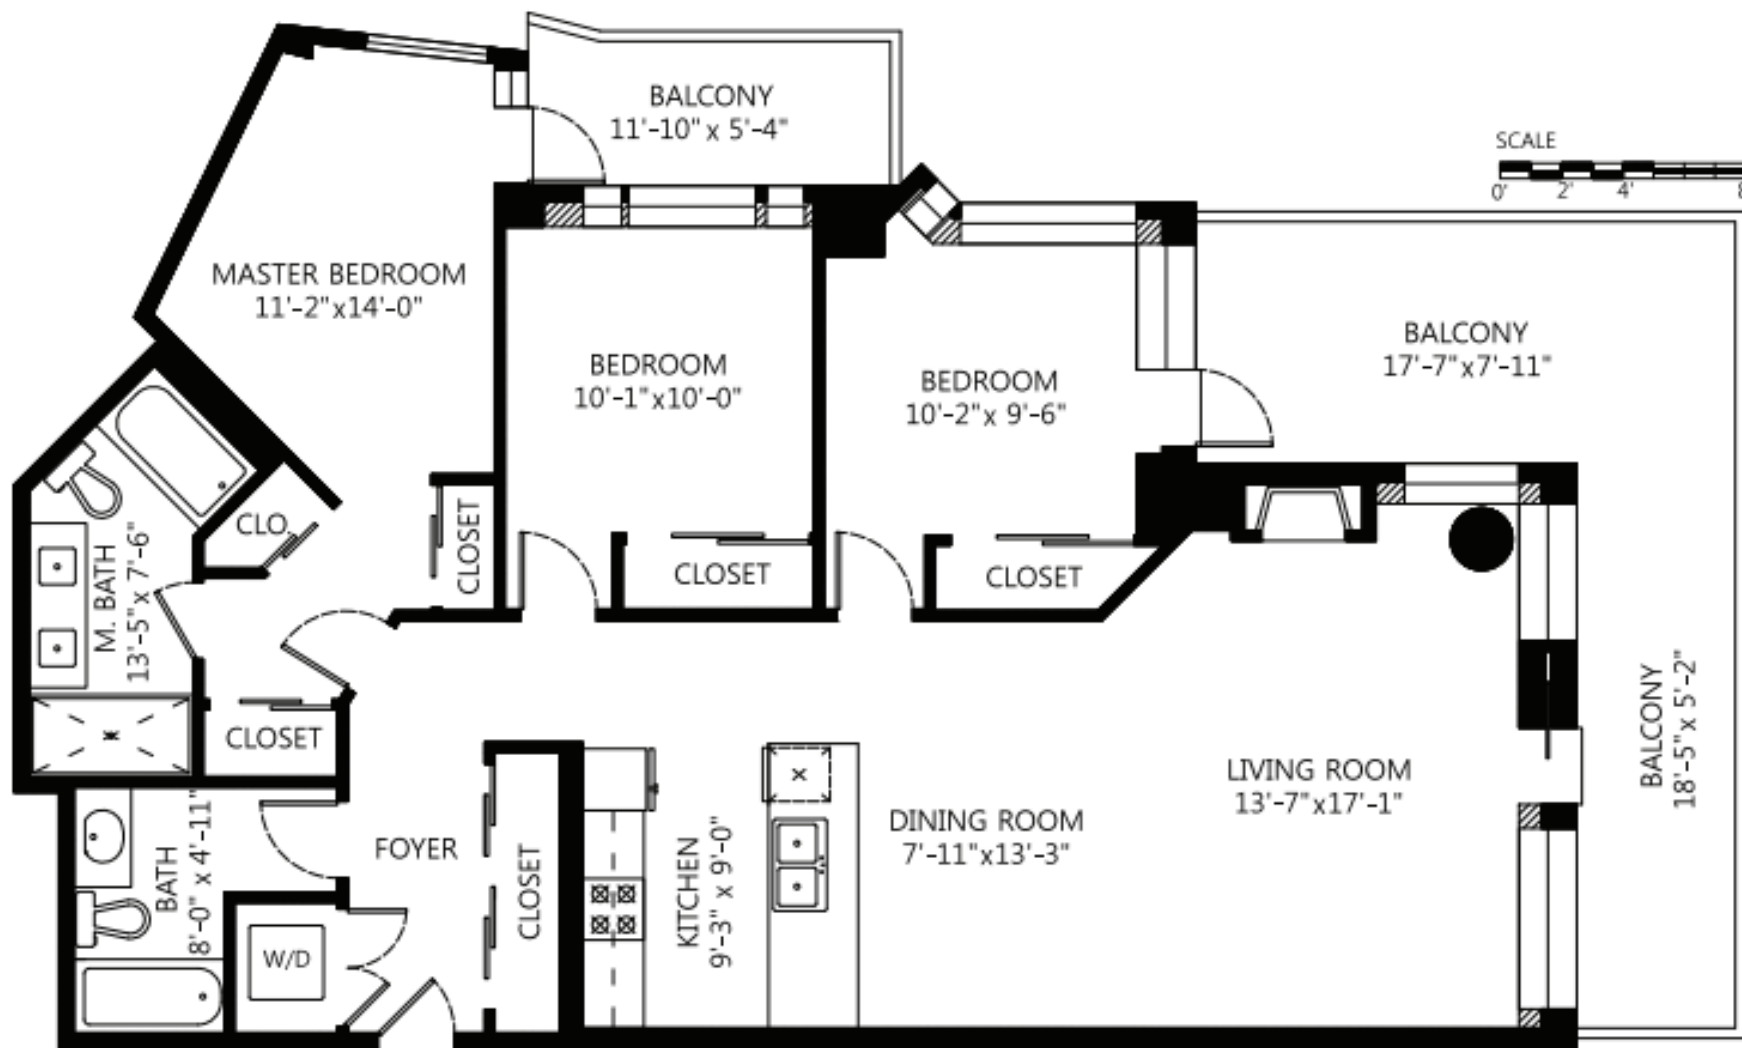 BALCONY
11'-10" x 5'-4"
SCALE
0' 2' 4' 8
MASTER BEDROOM
11'-2"x14'-0"
BEDROOM
10'-1"x10'-0"
BEDROOM
10'-2"x 9'-6"
BALCONY
17'-7"x7'-11"
CLO.
CLOSET
CLOSET
CLOSET
M. BATH
13'-5" x 7'-6"
CLOSET
BALCONY
18'-5" x 5'-2"
LIVING ROOM
13'-7"x17'-1"
DINING ROOM
7'-11"x13'-3"
FOYER
CLOSET
KITCHEN
9'-3" x 9'-0"
BATH
8'-0" x 4'-11"
W/D